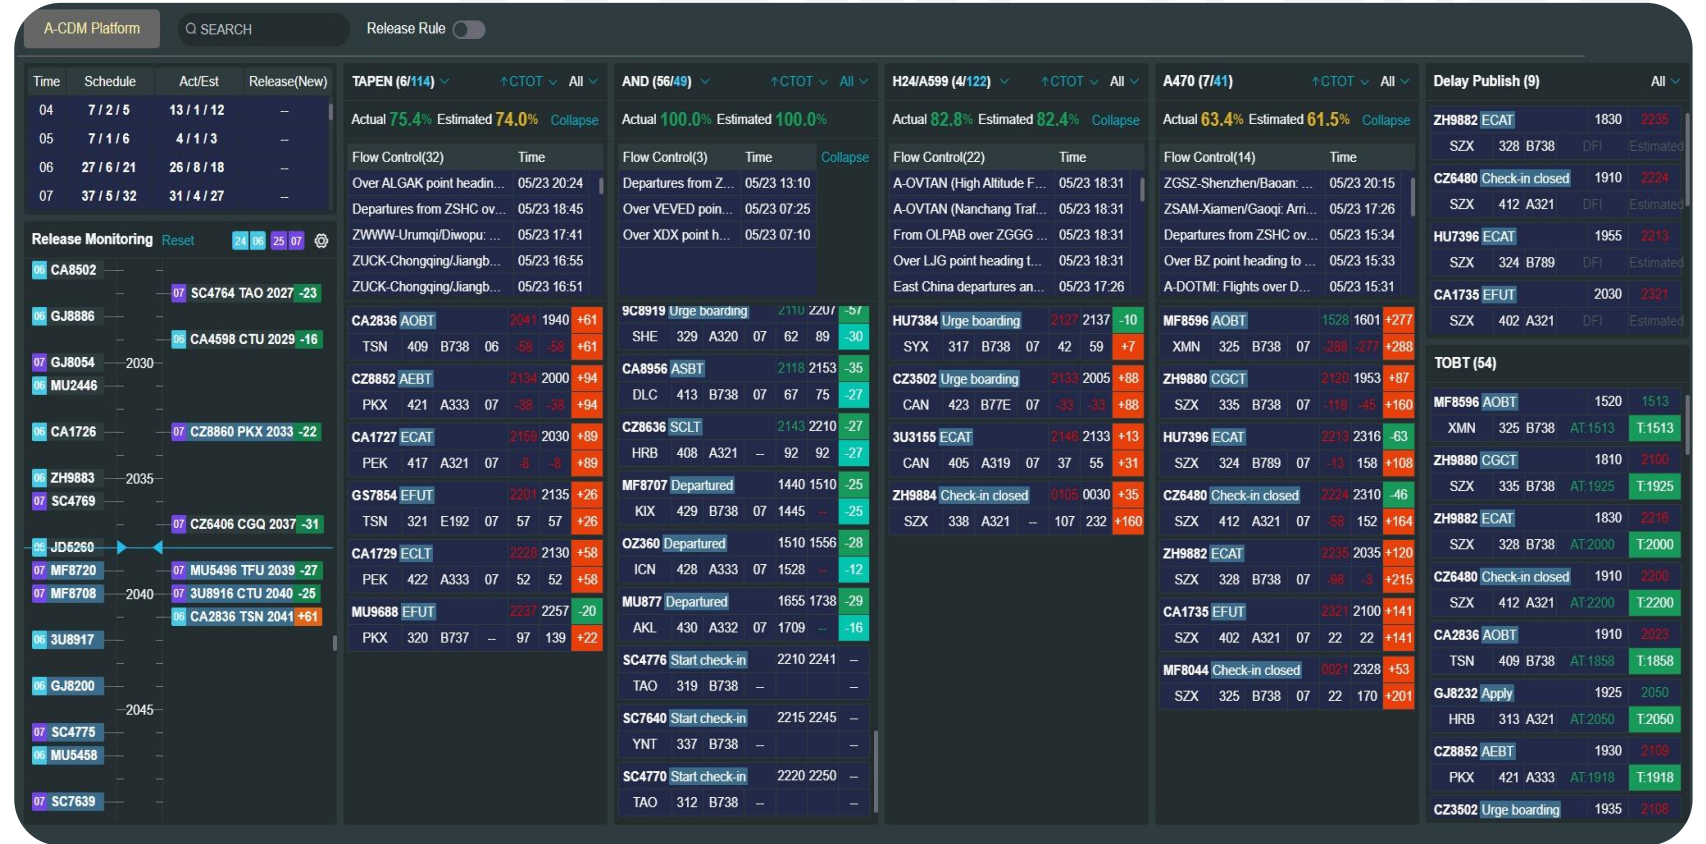 A-CDM Platform
SEARCH
Release Rule
Time Schedule Act/Est Release(New)
04 7 / 2 / 5 13 / 1 / 12 --
05 7 / 1 / 6 4 / 1 / 3 --
06 27 / 6 / 21 26 / 8 / 18 --
07 37 / 5 / 32 31 / 4 / 27 --
Release Monitoring Reset 24 06 25 07
06 CA8502
07 SC4764 TAO 2027 -23
06 GJ8886
06 CA4598 CTU 2029 -16
07 GJ8054 2030
06 MU2446
06 CA1726 07 CZ8860 PKX 2033 -22
06 ZH9883 2035
07 SC4769
07 CZ6406 CGQ 2037 -31
06 JD5260
07 MF8720 07 MU5496 TFU 2039 -27
07 MF8708 2040 07 3U8916 CTU 2040 -25
06 CA2836 TSN 2041 +61
06 3U8917
06 GJ8200
2045
07 SC4775
06 MU5458
07 SC7639
TAPEN (6/114) ↑CTOT All
Actual 75.4% Estimated 74.0% Collapse
Flow Control(32) Time
Over ALGAK point headin... 05/23 20:24
Departures from ZSHC ov... 05/23 18:45
ZWWW-Urumqi/Diwopu: ... 05/23 17:41
ZUCK-Chongqing/Jiangb... 05/23 16:55
ZUCK-Chongqing/Jiangb... 05/23 16:51
CA2836 AOBT 2041 1940 +61
TSN 409 B738 06 -58 -58 +61
CZ8852 AEBT 2134 2000 +94
PKX 421 A333 07 -38 -38 +94
CA1727 ECAT 2159 2030 +89
PEK 417 A321 07 -8 -8 +89
GS7854 EFUT 2201 2135 +26
TSN 321 E192 07 57 57 +26
CA1729 ECLT 2228 2130 +58
PEK 422 A333 07 52 52 +58
MU9688 EFUT 2237 2257 -20
PKX 320 B737 -- 97 139 +22
AND (56/49) ↑CTOT All
Actual 100.0% Estimated 100.0%
Flow Control(3) Time Collapse
Departures from Z... 05/23 13:10
Over VEVED poin... 05/23 07:25
Over XDX point h... 05/23 07:10
9C8919 Urge boarding 2110 2207 -57
SHE 329 A320 07 62 89 -30
CA8956 ASBT 2118 2153 -35
DLC 413 B738 07 67 75 -27
CZ8636 SCLT 2143 2210 -27
HRB 408 A321 -- 92 92 -27
MF8707 Departured 1440 1510 -25
KIX 429 B738 07 1445 -- -25
OZ360 Departured 1510 1556 -28
ICN 428 A333 07 1528 -- -12
MU877 Departured 1655 1738 -29
AKL 430 A332 07 1709 -- -16
SC4776 Start check-in 2210 2241 --
TAO 319 B738 -- --
SC7640 Start check-in 2215 2245 --
YNT 337 B738 -- --
SC4770 Start check-in 2220 2250 --
TAO 312 B738 -- --
H24/A599 (4/122) ↑CTOT All
Actual 82.8% Estimated 82.4% Collapse
Flow Control(22) Time
A-OVTAN (High Altitude F... 05/23 18:31
A-OVTAN (Nanchang Traf... 05/23 18:31
From OLPAB over ZGGG ... 05/23 18:31
Over LJG point heading t... 05/23 18:31
East China departures an... 05/23 17:26
HU7384 Urge boarding 2127 2137 -10
SYX 317 B738 07 42 59 +7
CZ3502 Urge boarding 2133 2005 +88
CAN 423 B77E 07 -33 -33 +88
3U3155 ECAT 2146 2133 +13
CAN 405 A319 07 37 55 +31
ZH9884 Check-in closed 0105 0030 +35
SZX 338 A321 -- 107 232 +160
A470 (7/41) ↑CTOT All
Actual 63.4% Estimated 61.5% Collapse
Flow Control(14) Time
ZGSZ-Shenzhen/Baoan: ... 05/23 20:15
ZSAM-Xiamen/Gaoqi: Arri... 05/23 17:26
Departures from ZSHC ov... 05/23 15:34
Over BZ point heading to ... 05/23 15:33
A-DOTMI: Flights over D... 05/23 15:31
MF8596 AOBT 1528 1601 +277
XMN 325 B738 07 -288 -277 +288
ZH9880 CGCT 2120 1953 +87
SZX 335 B738 07 -118 -45 +160
HU7396 ECAT 2213 2316 -63
SZX 324 B789 07 -13 158 +108
CZ6480 Check-in closed 2224 2310 -46
SZX 412 A321 07 -58 152 +164
ZH9882 ECAT 2235 2035 +120
SZX 328 B738 07 -98 -3 +215
CA1735 EFUT 2321 2100 +141
SZX 402 A321 07 22 22 +141
MF8044 Check-in closed 0021 2328 +53
SZX 325 B738 07 22 170 +201
Delay Publish (9) All
ZH9882 ECAT 1830 2235
SZX 328 B738 DFI Estimated
CZ6480 Check-in closed 1910 2224
SZX 412 A321 DFI Estimated
HU7396 ECAT 1955 2213
SZX 324 B789 DFI Estimated
CA1735 EFUT 2030 2321
SZX 402 A321 DFI Estimated
TOBT (54)
MF8596 AOBT 1520 1513
XMN 325 B738 AT:1513 T:1513
ZH9880 CGCT 1810 2100
SZX 335 B738 AT:1925 T:1925
ZH9882 ECAT 1830 2216
SZX 328 B738 AT:2000 T:2000
CZ6480 Check-in closed 1910 2200
SZX 412 A321 AT:2200 T:2200
CA2836 AOBT 1910 2023
TSN 409 B738 AT:1858 T:1858
GJ8232 Apply 1925 2050
HRB 313 A321 AT:2050 T:2050
CZ8852 AEBT 1930 2109
PKX 421 A333 AT:1918 T:1918
CZ3502 Urge boarding 1935 2108